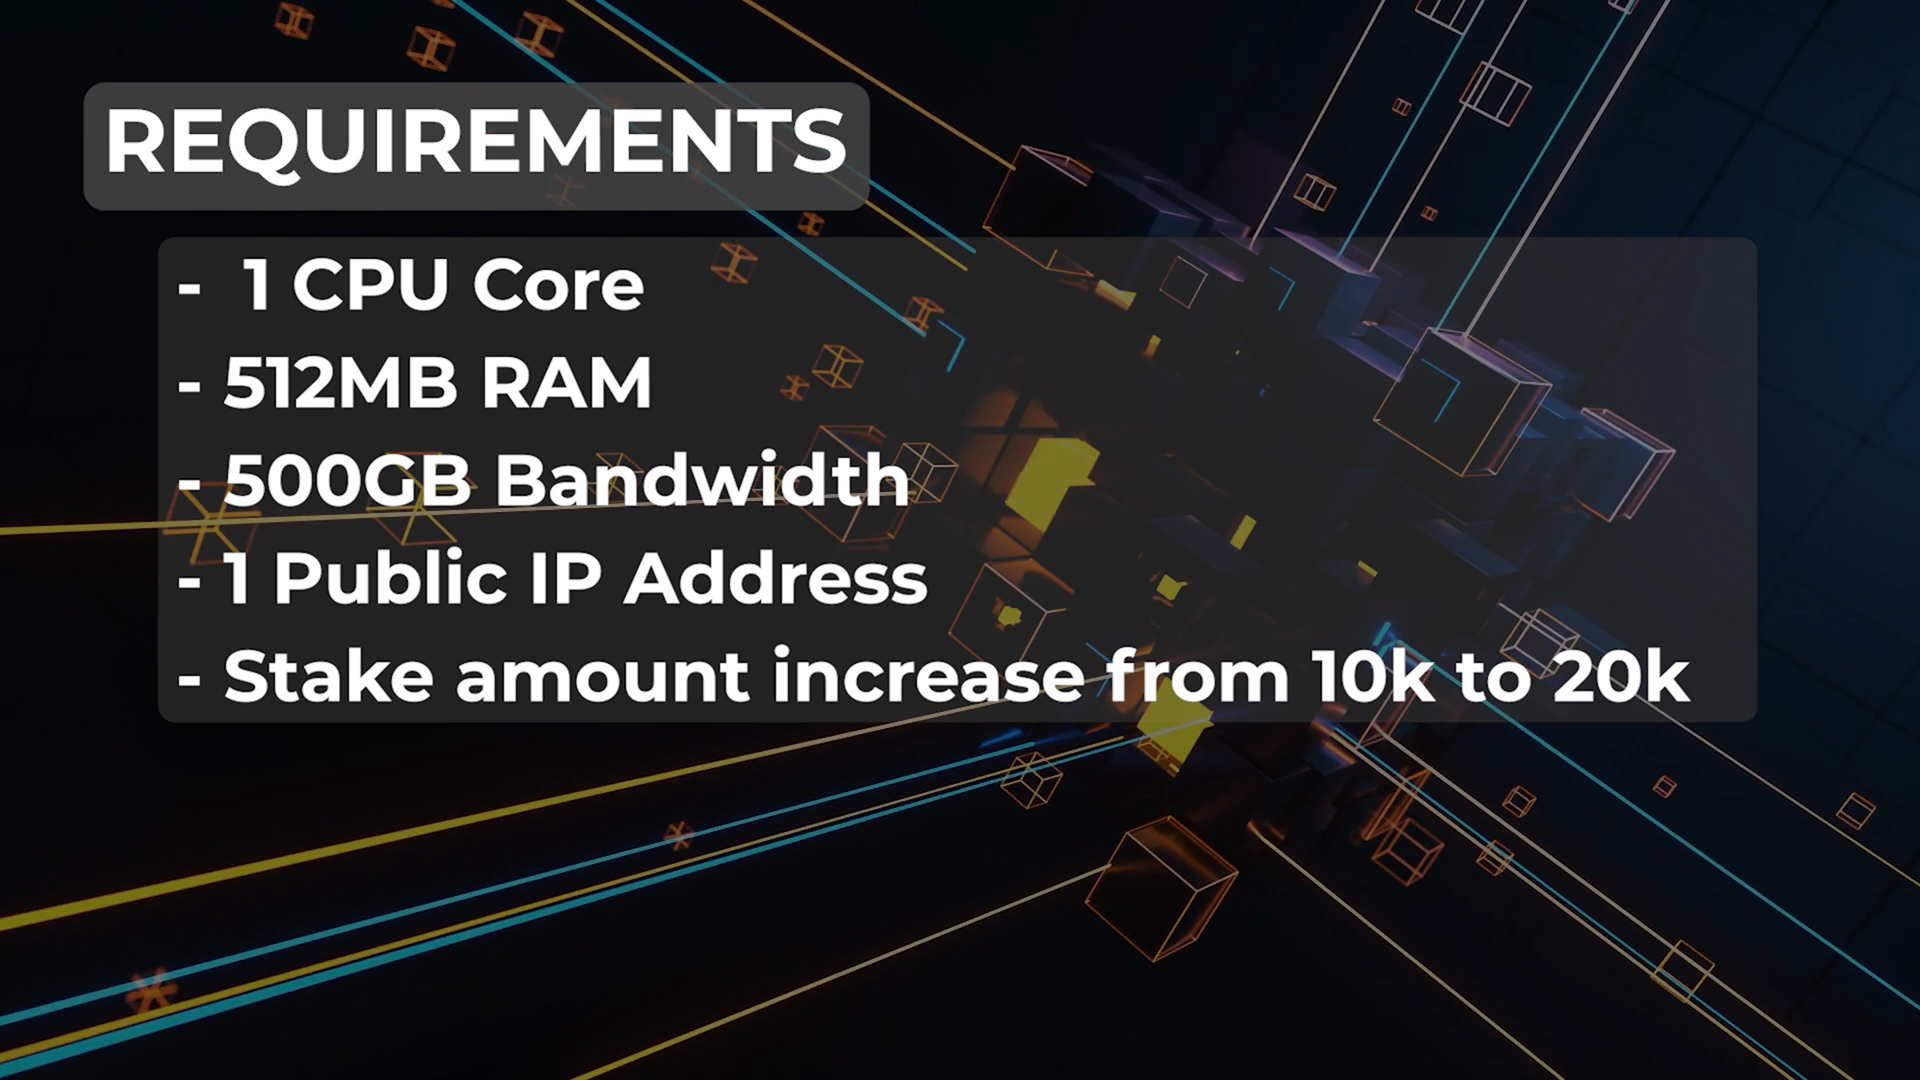 REQUIREMENTS
- 1 CPU Core
- 512MB RAM
- 500GB Bandwidth
- 1 Public IP Address
- Stake amount increase from 10k to 20k